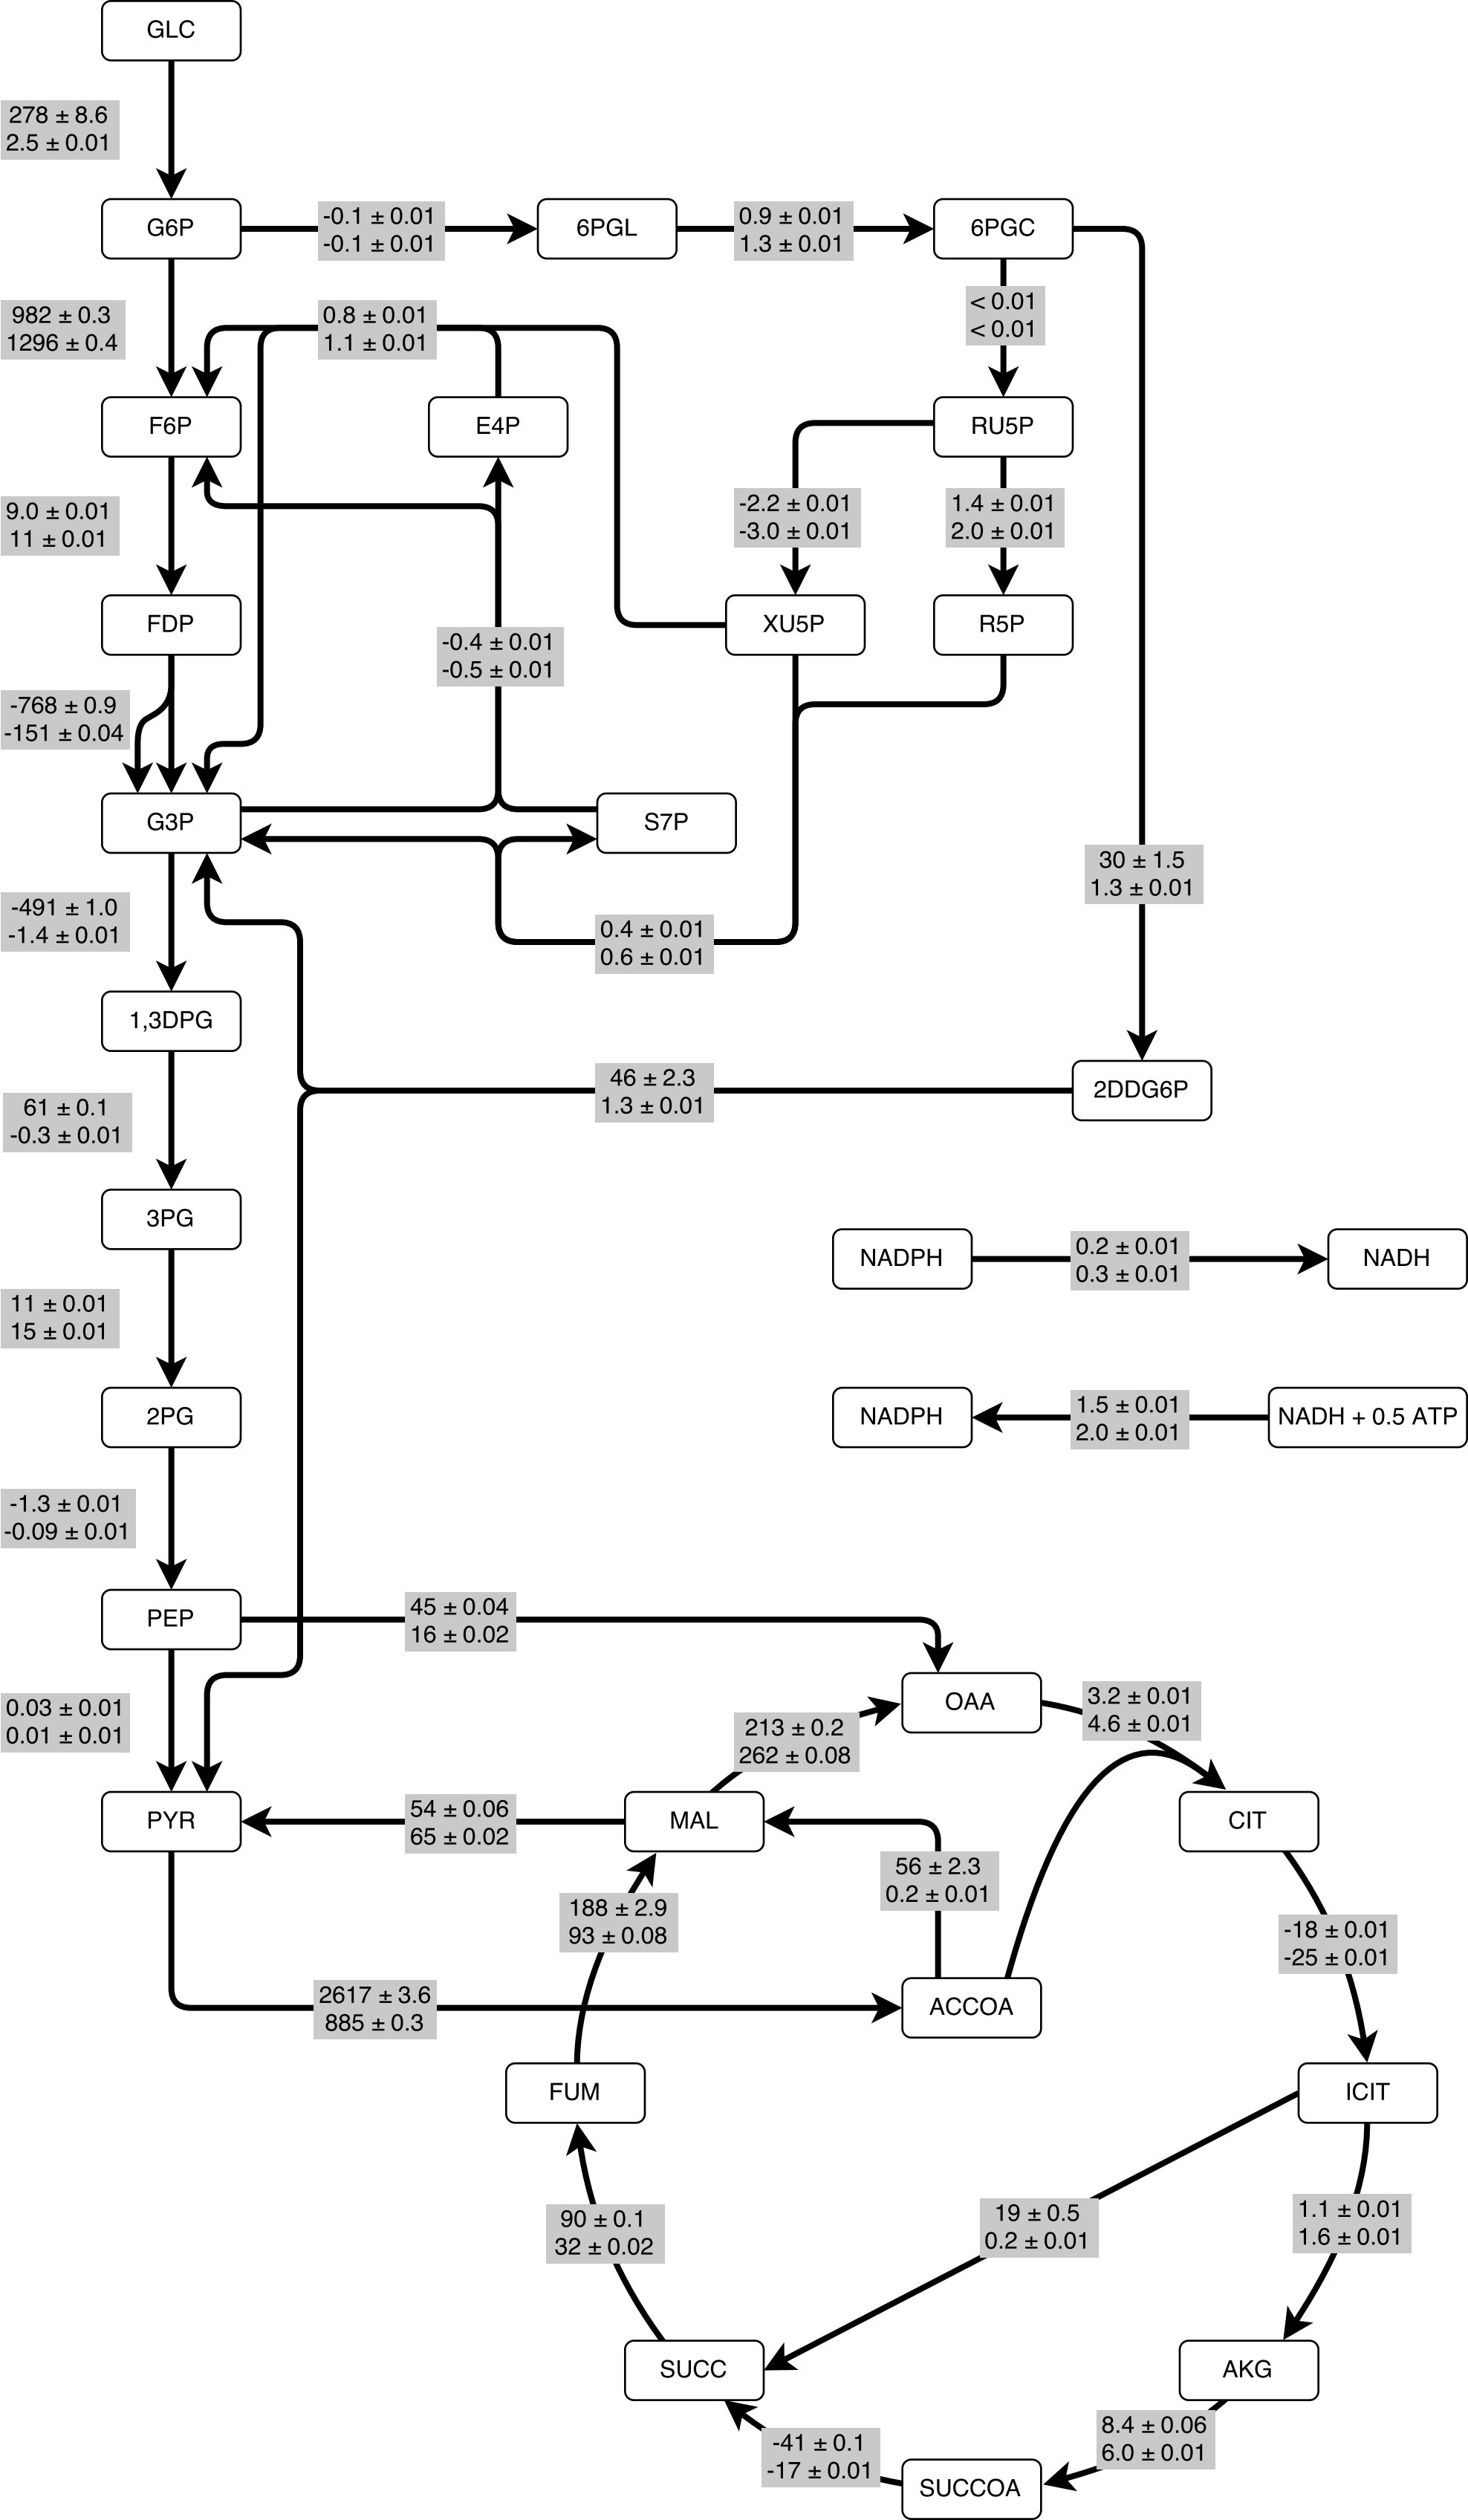 GLC
278 ± 8.6
2.5 ± 0.01
G6P
-0.1 ± 0.01
-0.1 ± 0.01
6PGL
0.9 ± 0.01
1.3 ± 0.01
6PGC
982 ± 0.3
1296 ± 0.4
0.8 ± 0.01
1.1 ± 0.01
< 0.01
< 0.01
F6P
E4P
RU5P
9.0 ± 0.01
11 ± 0.01
-2.2 ± 0.01
-3.0 ± 0.01
1.4 ± 0.01
2.0 ± 0.01
FDP
XU5P
R5P
-0.4 ± 0.01
-0.5 ± 0.01
-768 ± 0.9
-151 ± 0.04
G3P
S7P
30 ± 1.5
1.3 ± 0.01
-491 ± 1.0
-1.4 ± 0.01
0.4 ± 0.01
0.6 ± 0.01
1,3DPG
46 ± 2.3
1.3 ± 0.01
2DDG6P
61 ± 0.1
-0.3 ± 0.01
3PG
NADPH
0.2 ± 0.01
0.3 ± 0.01
NADH
11 ± 0.01
15 ± 0.01
2PG
NADPH
1.5 ± 0.01
2.0 ± 0.01
NADH + 0.5 ATP
-1.3 ± 0.01
-0.09 ± 0.01
PEP
45 ± 0.04
16 ± 0.02
0.03 ± 0.01
0.01 ± 0.01
OAA
3.2 ± 0.01
4.6 ± 0.01
213 ± 0.2
262 ± 0.08
PYR
54 ± 0.06
65 ± 0.02
MAL
CIT
56 ± 2.3
0.2 ± 0.01
188 ± 2.9
93 ± 0.08
-18 ± 0.01
-25 ± 0.01
2617 ± 3.6
885 ± 0.3
ACCOA
FUM
ICIT
90 ± 0.1
32 ± 0.02
19 ± 0.5
0.2 ± 0.01
1.1 ± 0.01
1.6 ± 0.01
SUCC
AKG
-41 ± 0.1
-17 ± 0.01
8.4 ± 0.06
6.0 ± 0.01
SUCCOA